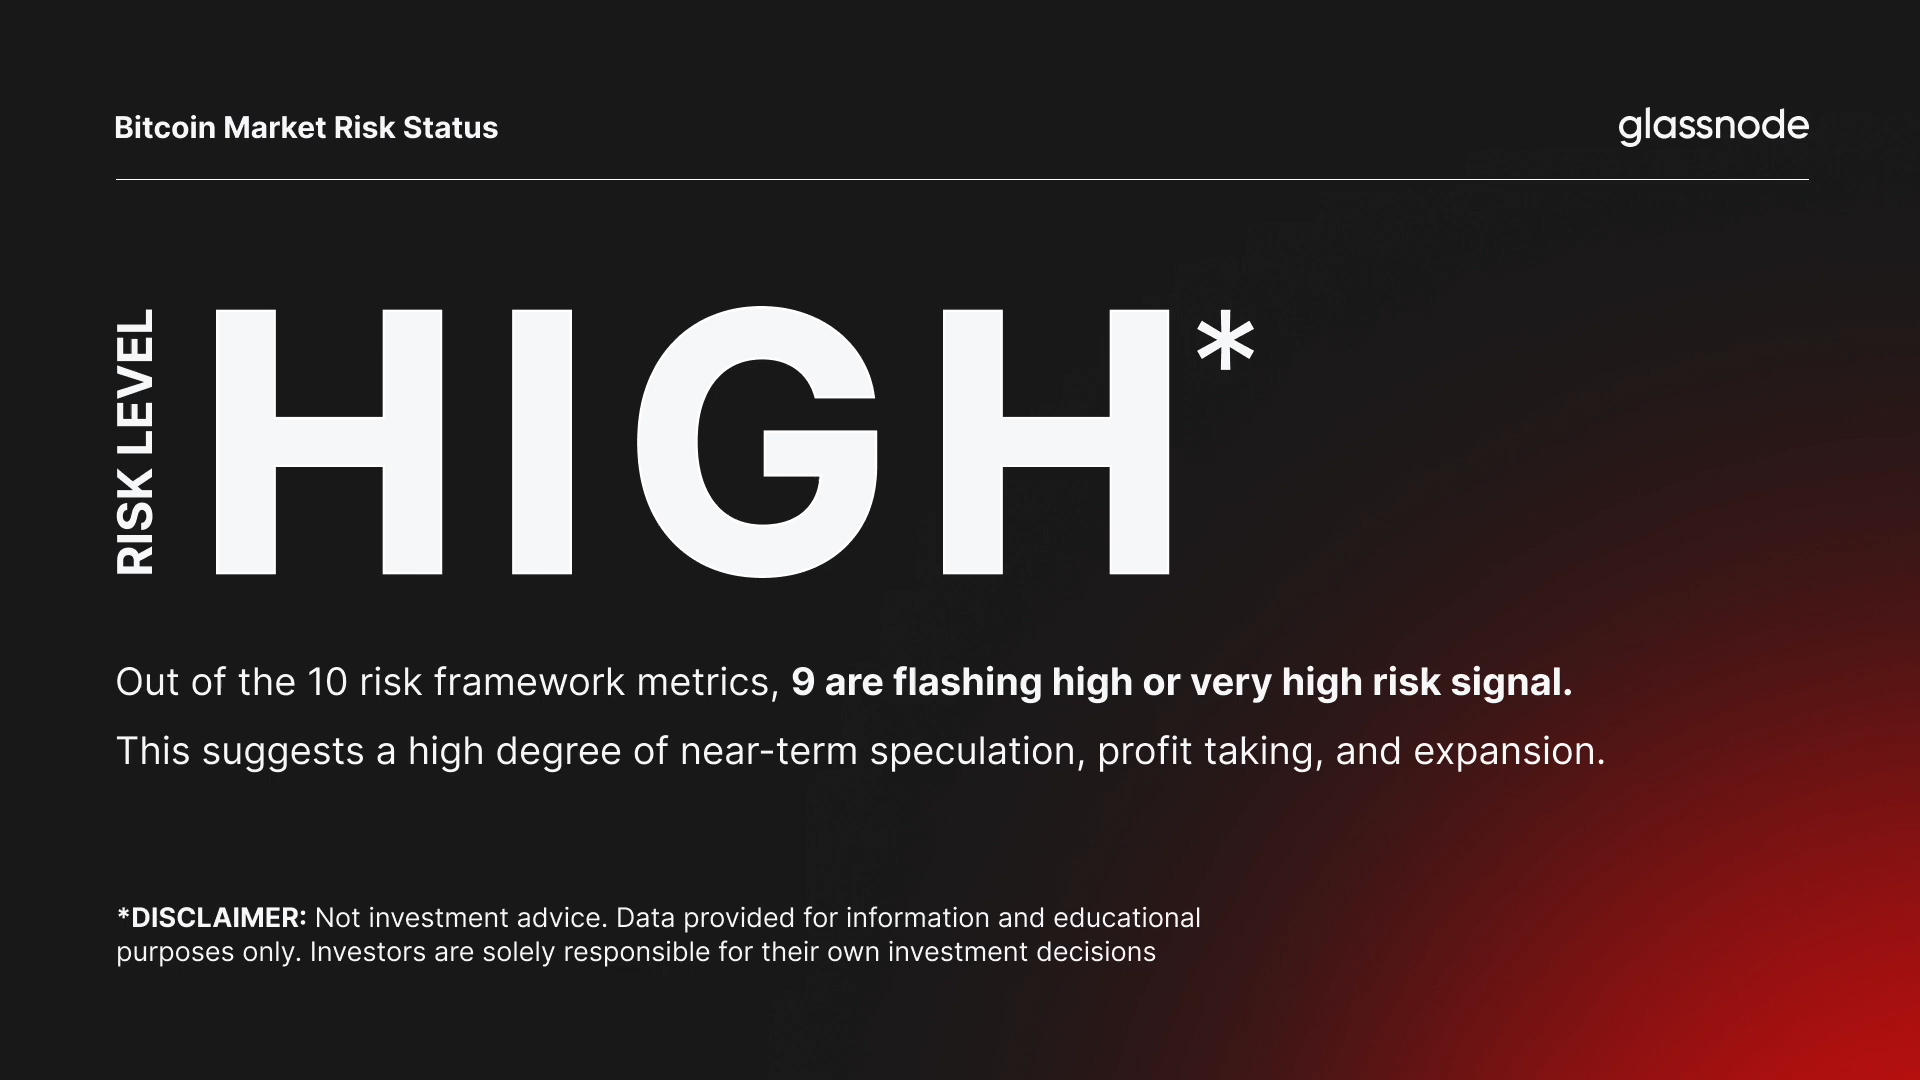 Bitcoin Market Risk Status
glassnode
RISK LEVEL
HIGH*
Out of the 10 risk framework metrics, 9 are flashing high or very high risk signal.
This suggests a high degree of near-term speculation, profit taking, and expansion.
*DISCLAIMER: Not investment advice. Data provided for information and educational
purposes only. Investors are solely responsible for their own investment decisions